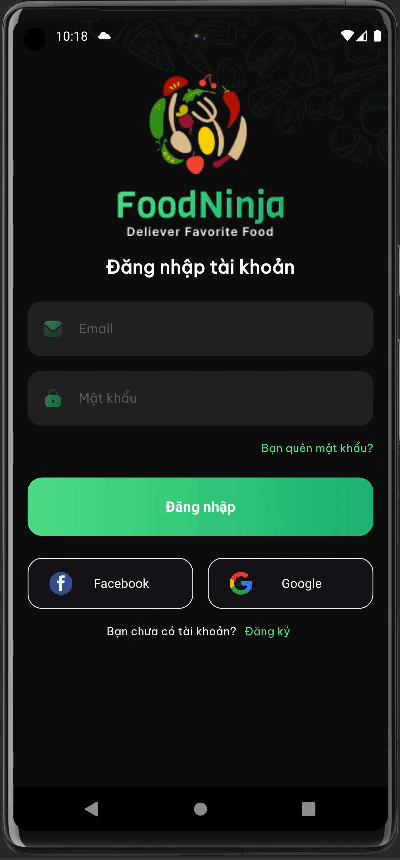 10:18
FoodNinja
Deliever Favorite Food
Đăng nhập tài khoản
Email
Mật khẩu
Bạn quên mật khẩu?
Đăng nhập
Facebook
Google
Bạn chưa có tài khoản? Đăng ký